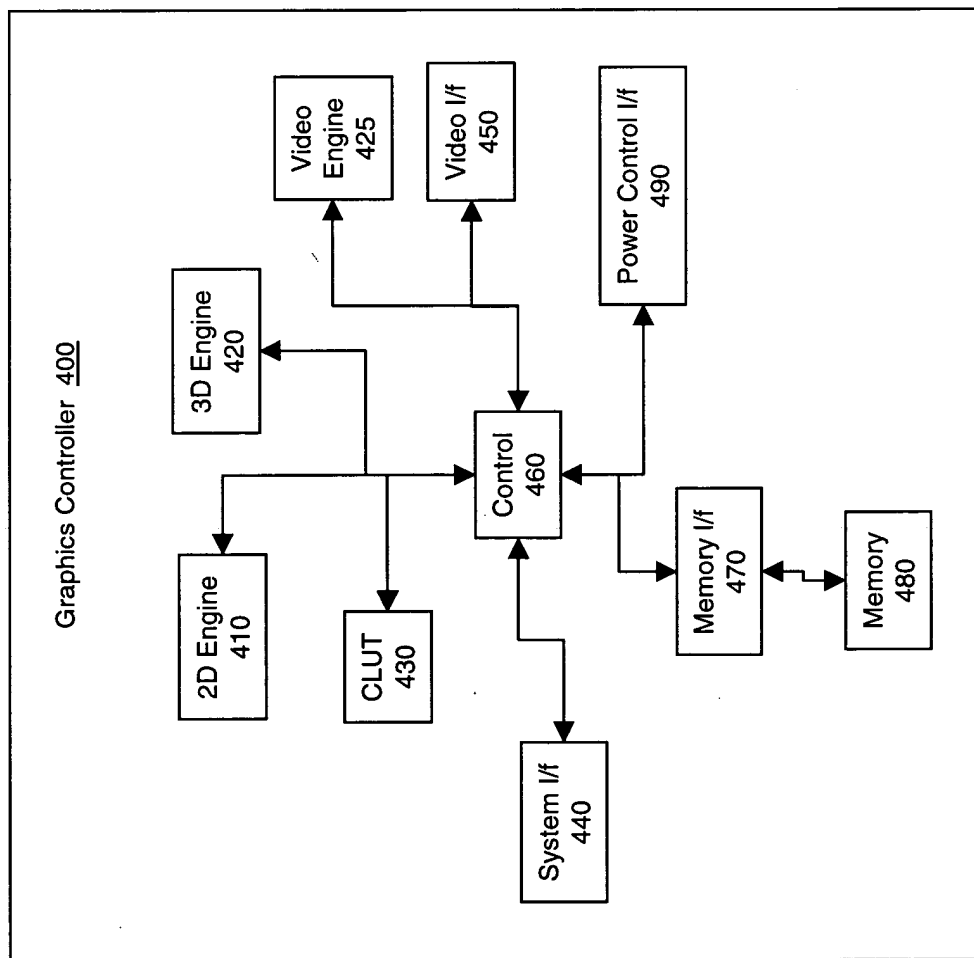 Graphics Controller 400
2D Engine
410
3D Engine
420
Video
Engine
425
CLUT
430
Video I/f
450
Control
460
System I/f
440
Power Control I/f
490
Memory I/f
470
Memory
480